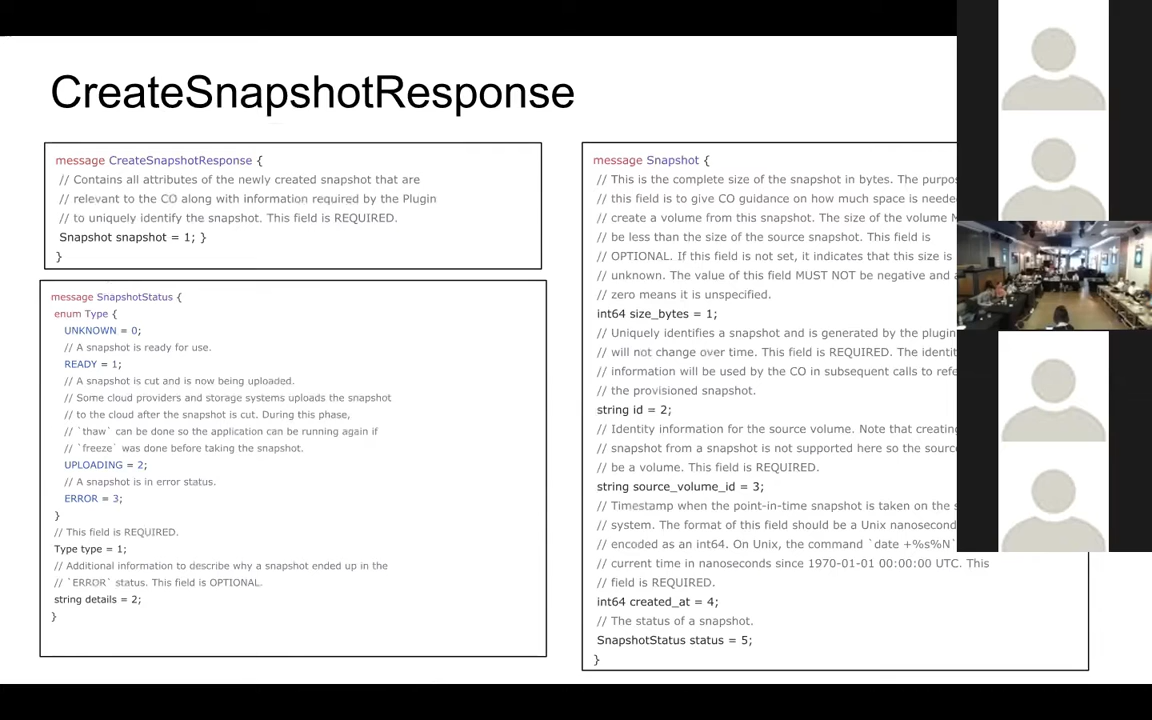 CreateSnapshotResponse
message CreateSnapshotResponse {
// Contains all attributes of the newly created snapshot that are
// relevant to the CO along with information required by the Plugin
// to uniquely identify the snapshot. This field is REQUIRED.
Snapshot snapshot = 1; }
}
message SnapshotStatus {
enum Type {
UNKNOWN = 0;
// A snapshot is ready for use.
READY = 1;
// A snapshot is cut and is now being uploaded.
// Some cloud providers and storage systems uploads the snapshot
// to the cloud after the snapshot is cut. During this phase,
// `thaw` can be done so the application can be running again if
// `freeze` was done before taking the snapshot.
UPLOADING = 2;
// A snapshot is in error status.
ERROR = 3;
}
// This field is REQUIRED.
Type type = 1;
// Additional information to describe why a snapshot ended up in the
// `ERROR` status. This field is OPTIONAL.
string details = 2;
}
message Snapshot {
// This is the complete size of the snapshot in bytes. The
// this field is to give CO guidance on how much space is
// create a volume from this snapshot. The size of the volume
// be less than the size of the source snapshot. This field is
// OPTIONAL. If this field is not set, it indicates that this size is
// unknown. The value of this field MUST NOT be negative and
// zero means it is unspecified.
int64 size_bytes = 1;
// Uniquely identifies a snapshot and is generated by the plugin
// will not change over time. This field is REQUIRED. The
// information will be used by the CO in subsequent calls to
// the provisioned snapshot.
string id = 2;
// Identity information for the source volume. Note that
// snapshot from a snapshot is not supported here so the
// be a volume. This field is REQUIRED.
string source_volume_id = 3;
// Timestamp when the point-in-time snapshot is taken on the
// system. The format of this field should be a Unix
// encoded as an int64. On Unix, the command `date +%s%N`
// current time in nanoseconds since 1970-01-01 00:00:00 UTC. This
// field is REQUIRED.
int64 created_at = 4;
// The status of a snapshot.
SnapshotStatus status = 5;
}